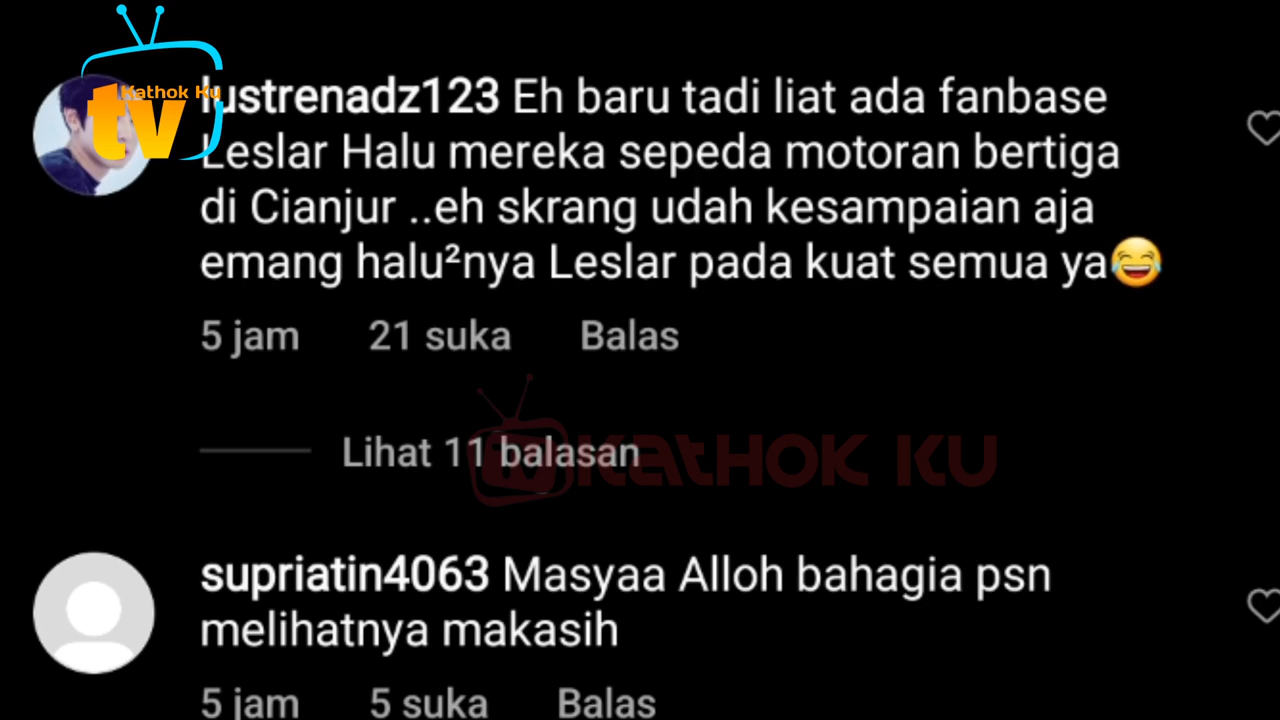 Kathok Ku
tv
lustrenadz123 Eh baru tadi liat ada fanbase
Leslar Halu mereka sepeda motoran bertiga
di Cianjur ..eh skrang udah kesampaian aja
emang halu²nya Leslar pada kuat semua ya😂
5 jam 21 suka Balas
Lihat 11 balasan
tv KATHOK KU
supriatin4063 Masyaa Alloh bahagia psn
melihatnya makasih
5 jam 5 suka Balas